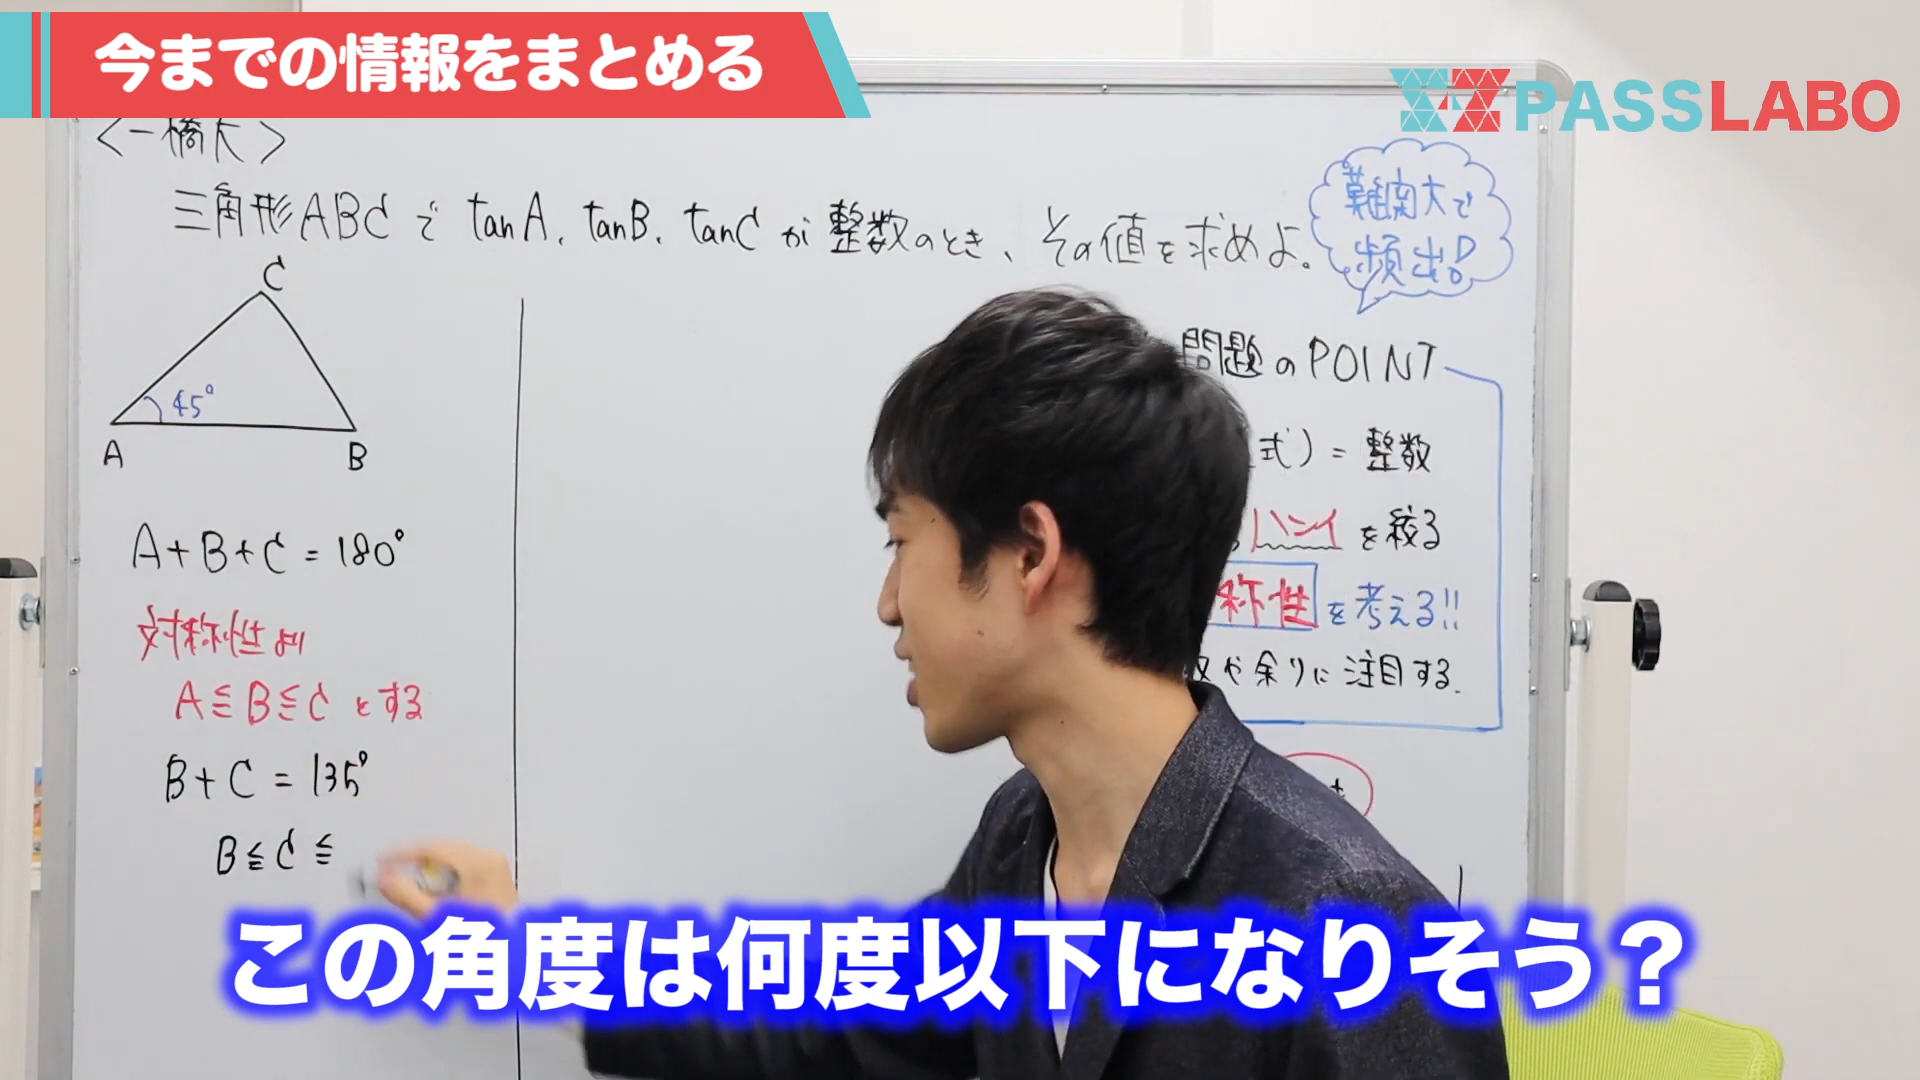 今までの情報をまとめる
PASSLABO
<一橋大>
三角形ABCで tanA, tanB, tanCが整数のとき、その値を求めよ。
難関大で
頻出!!
C
45°
A
B
A+B+C=180°
対称性より
A≦B≦Cとする
B+C=135°
B≦C≦
問題のPOINT
式)=整数
ハンイを絞る
称性を考える!!
や余りに注目する.
この角度は何度以下になりそう?